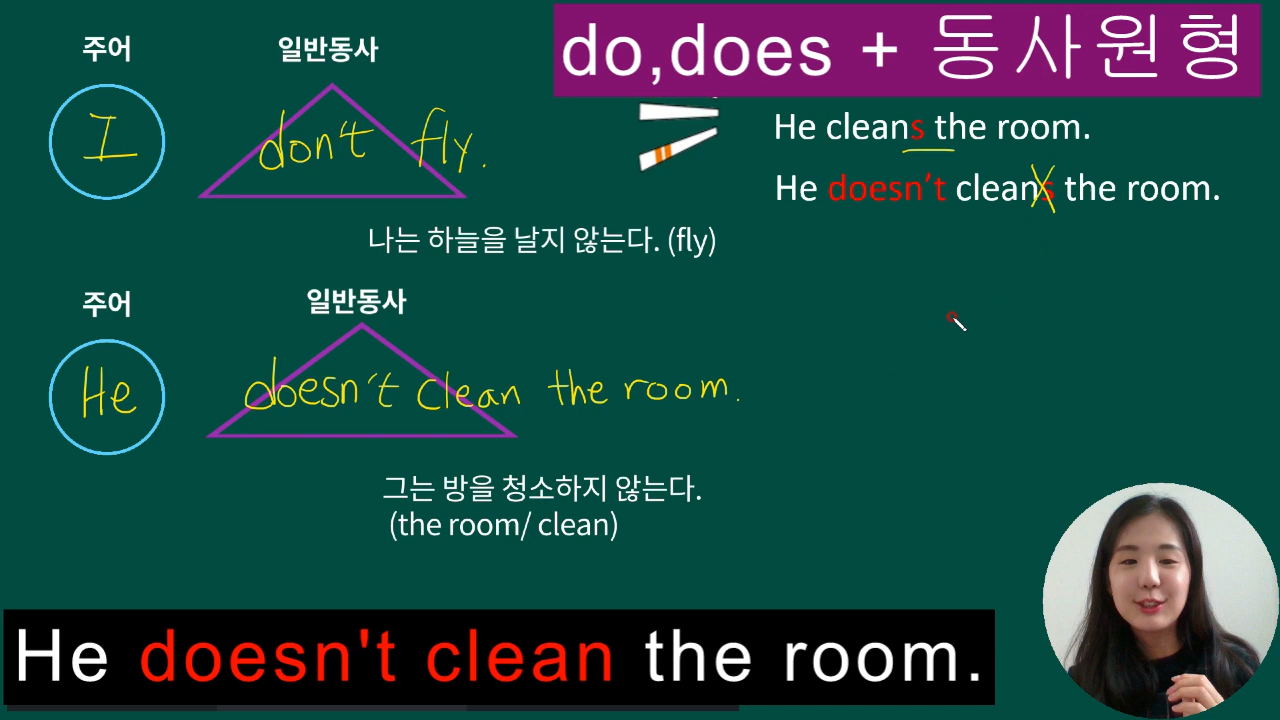 do,does + 동사원형
주어 일반동사
I don't fly.
나는 하늘을 날지 않는다. (fly)
He cleans the room.
He doesn't cleans the room.
주어 일반동사
He doesn't clean the room.
그는 방을 청소하지 않는다.
(the room/ clean)
He doesn't clean the room.